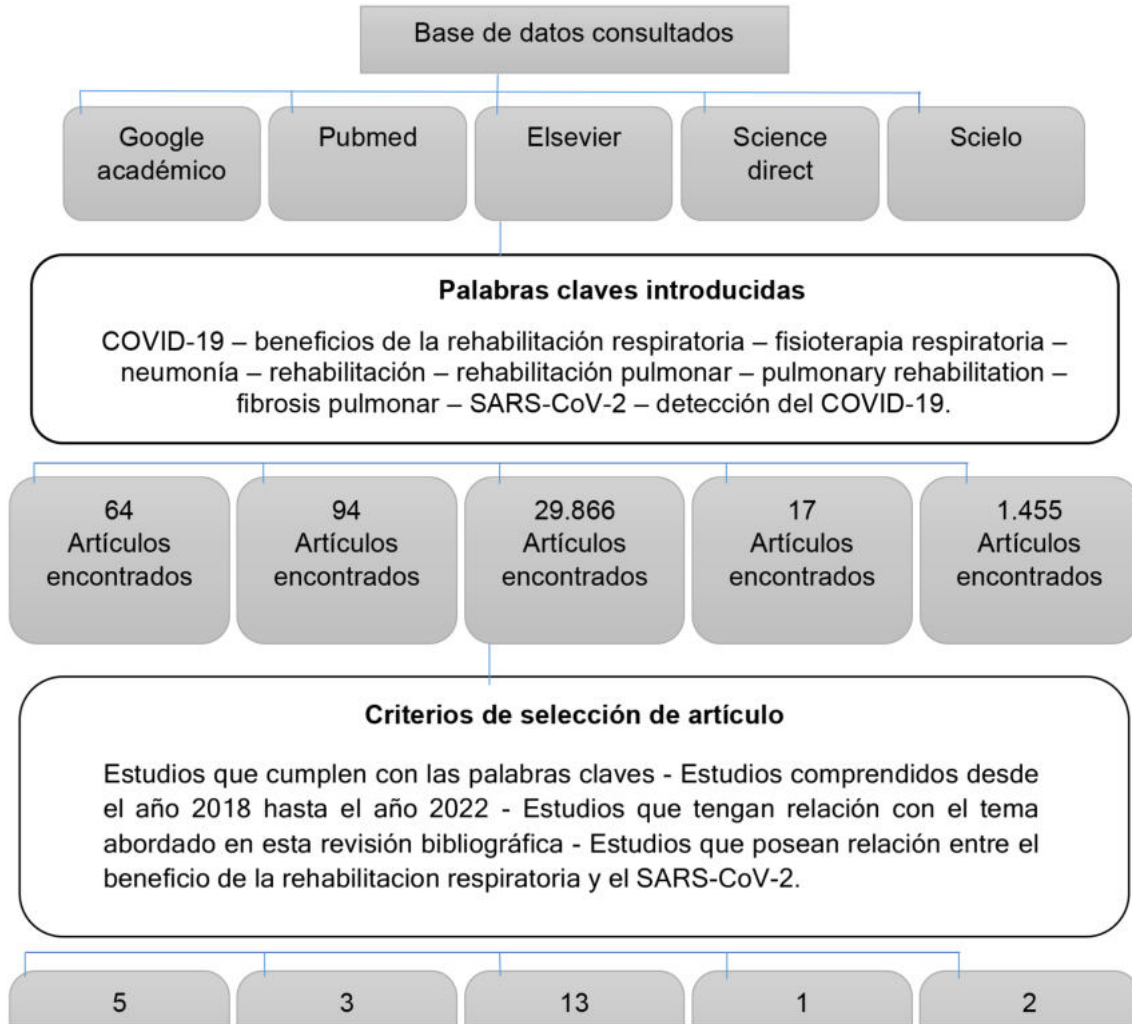 Base de datos consultados
Google
académico
Pubmed
Elsevier
Science
direct
Scielo
Palabras claves introducidas
COVID-19 – beneficios de la rehabilitación respiratoria – fisioterapia respiratoria –
neumonía – rehabilitación – rehabilitación pulmonar – pulmonary rehabilitation –
fibrosis pulmonar – SARS-CoV-2 – detección del COVID-19.
64
Artículos
encontrados
94
Artículos
encontrados
29.866
Artículos
encontrados
17
Artículos
encontrados
1.455
Artículos
encontrados
Criterios de selección de artículo
Estudios que cumplen con las palabras claves - Estudios comprendidos desde
el año 2018 hasta el año 2022 - Estudios que tengan relación con el tema
abordado en esta revisión bibliográfica - Estudios que posean relación entre el
beneficio de la rehabilitacion respiratoria y el SARS-CoV-2.
5
3
13
1
2